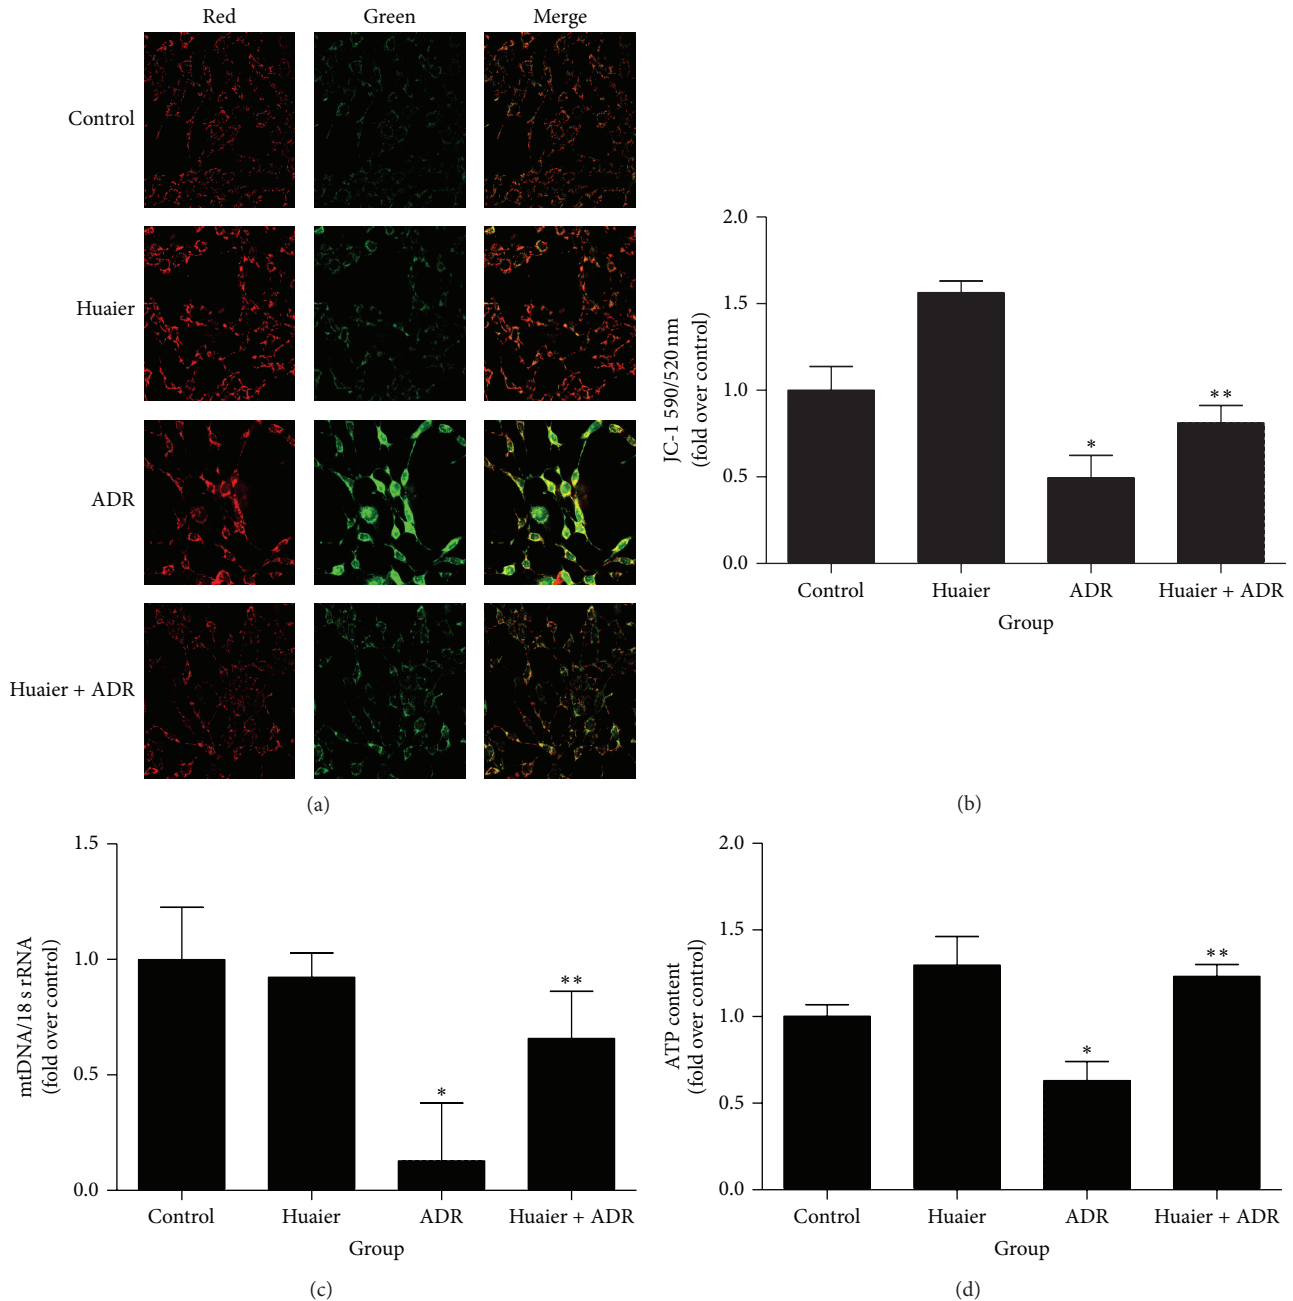 Red Green Merge
Control
Huaier
ADR
Huaier + ADR
(a)
JC-1 590/520 nm
(fold over control)
2.0
1.5
1.0
0.5
0.0
*
**
Control Huaier ADR Huaier + ADR
Group
(b)
mtDNA/18 s rRNA
(fold over control)
1.5
1.0
0.5
0.0
*
**
Control Huaier ADR Huaier + ADR
Group
(c)
ATP content
(fold over control)
2.0
1.5
1.0
0.5
0.0
*
**
Control Huaier ADR Huaier + ADR
Group
(d)